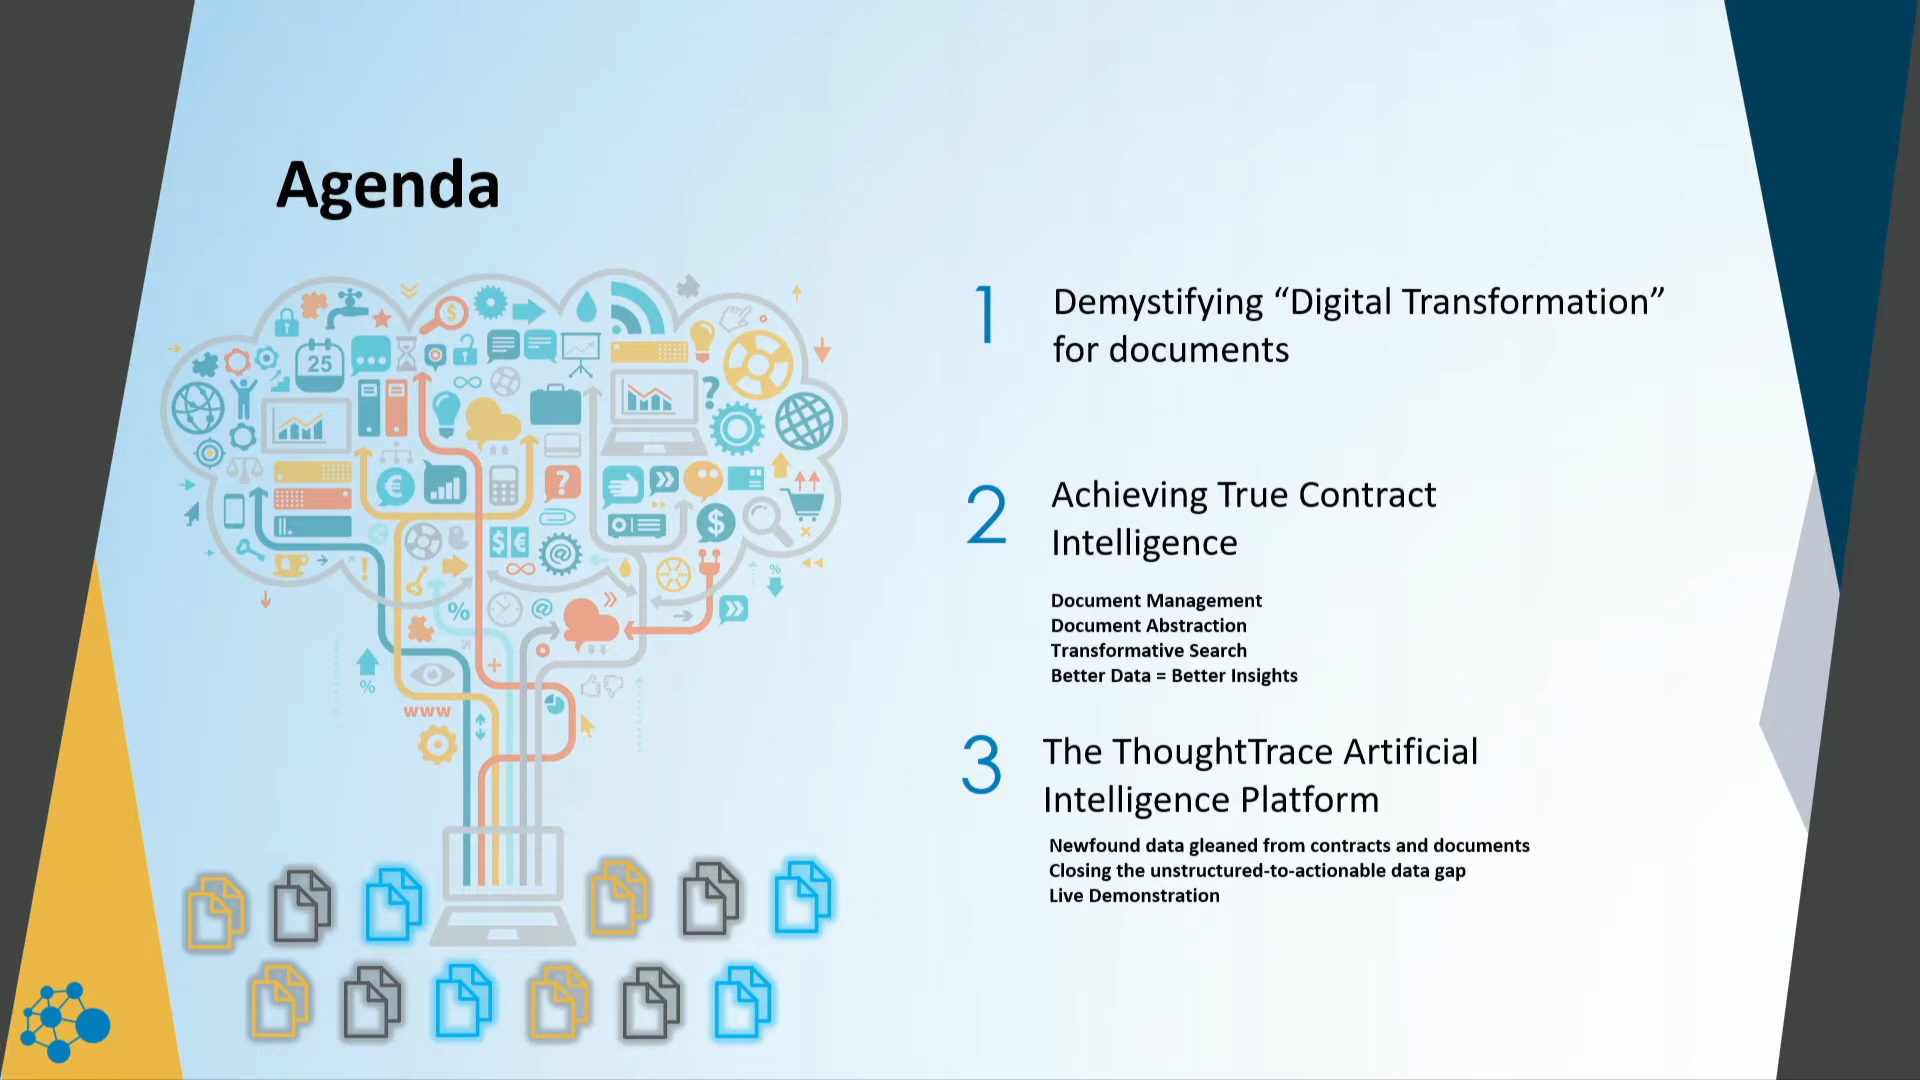 Agenda
1
Demystifying “Digital Transformation”
for documents
2
Achieving True Contract
Intelligence
Document Management
Document Abstraction
Transformative Search
Better Data = Better Insights
3
The ThoughtTrace Artificial
Intelligence Platform
Newfound data gleaned from contracts and documents
Closing the unstructured-to-actionable data gap
Live Demonstration
$
25
?
€
?
$
$ €
@
%
%
@
%
www